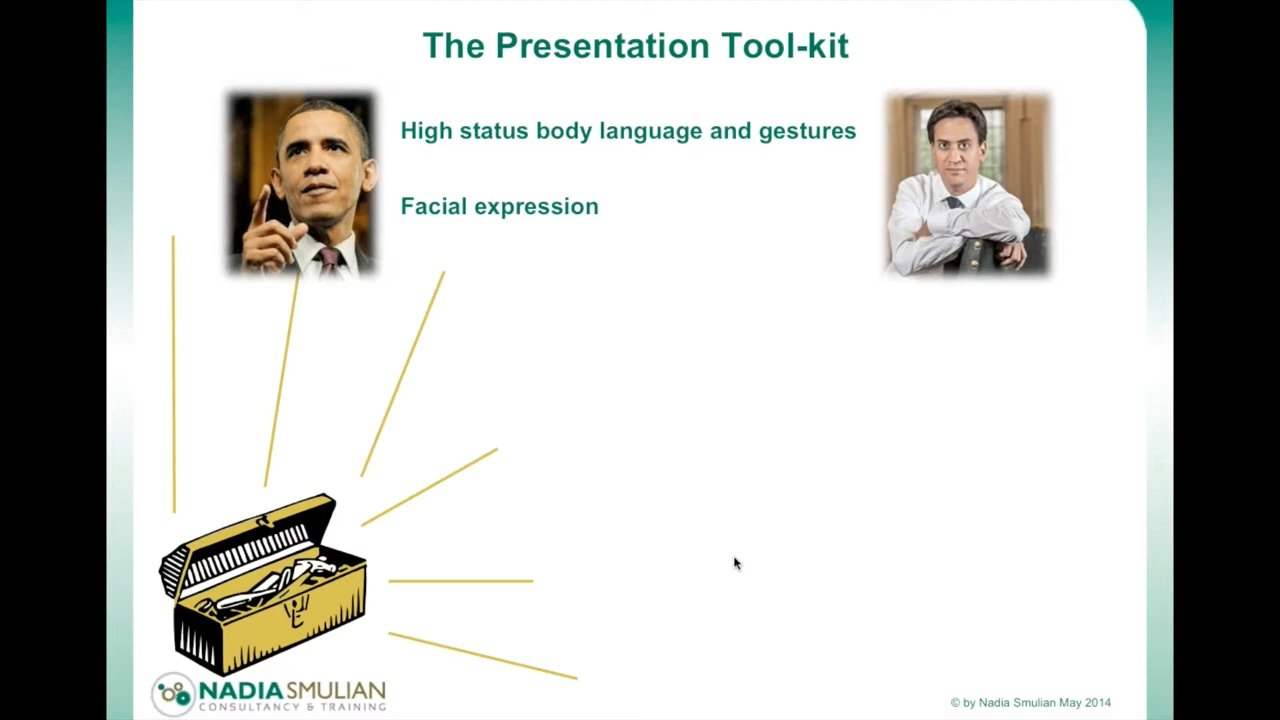 The Presentation Tool-kit
High status body language and gestures
Facial expression
NADIA SMULIAN
CONSULTANCY & TRAINING
© by Nadia Smulian May 2014